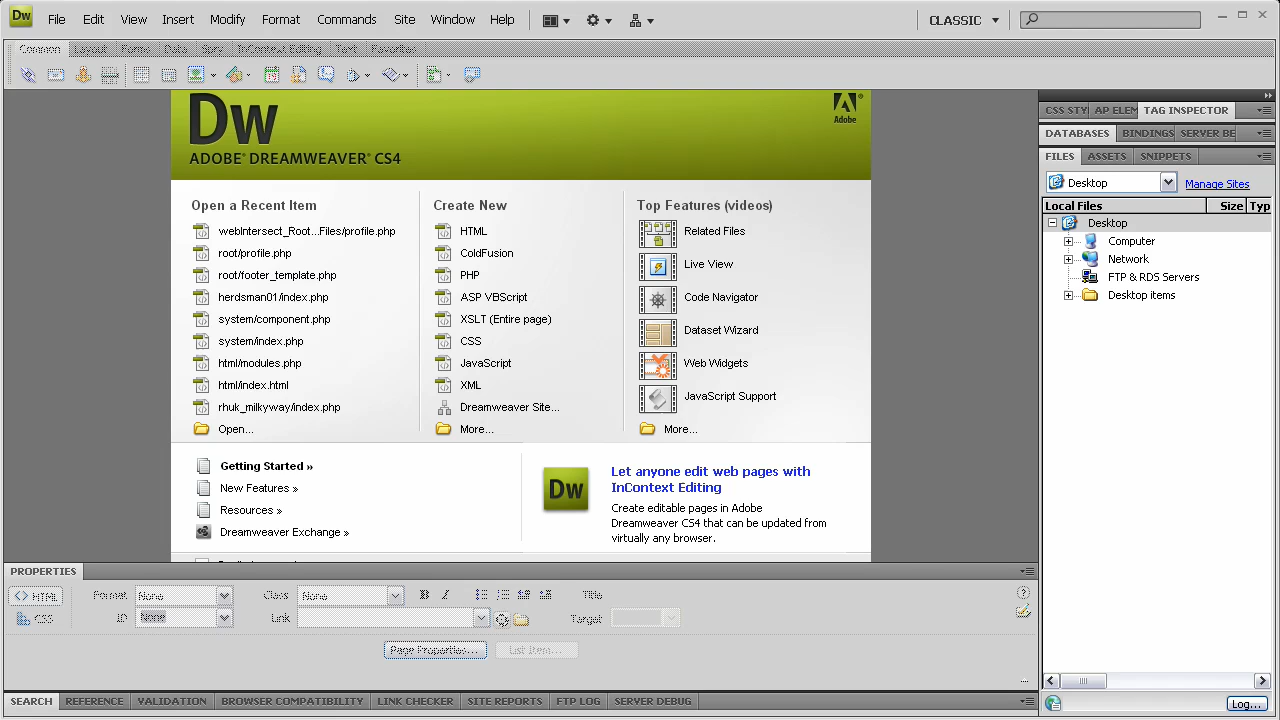 Dw File Edit View Insert Modify Format Commands Site Window Help CLASSIC
Common
CSS STY AP ELEM TAG INSPECTOR
DATABASES BINDINGS SERVER BE
FILES ASSETS SNIPPETS
Desktop Manage Sites
Local Files Size Typ
Desktop
Computer
Network
FTP & RDS Servers
Desktop items
Log...
Dw
ADOBE® DREAMWEAVER® CS4
Adobe®
Open a Recent Item
webIntersect_Root...Files/profile.php
root/profile.php
root/footer_template.php
herdsman01/index.php
system/component.php
system/index.php
html/modules.php
html/index.html
rhuk_milkyway/index.php
Open...
Create New
HTML
ColdFusion
PHP
ASP VBScript
XSLT (Entire page)
CSS
JavaScript
XML
Dreamweaver Site...
More...
Top Features (videos)
Related Files
Live View
Code Navigator
Dataset Wizard
Web Widgets
JavaScript Support
More...
Getting Started »
New Features »
Resources »
Dreamweaver Exchange »
Dw
Let anyone edit web pages with
InContext Editing
Create editable pages in Adobe
Dreamweaver CS4 that can be updated from
virtually any browser.
PROPERTIES
<> HTML Format None Class None B I Title
CSS ID None Link Target
Page Properties... List Item...
SEARCH REFERENCE VALIDATION BROWSER COMPATIBILITY LINK CHECKER SITE REPORTS FTP LOG SERVER DEBUG